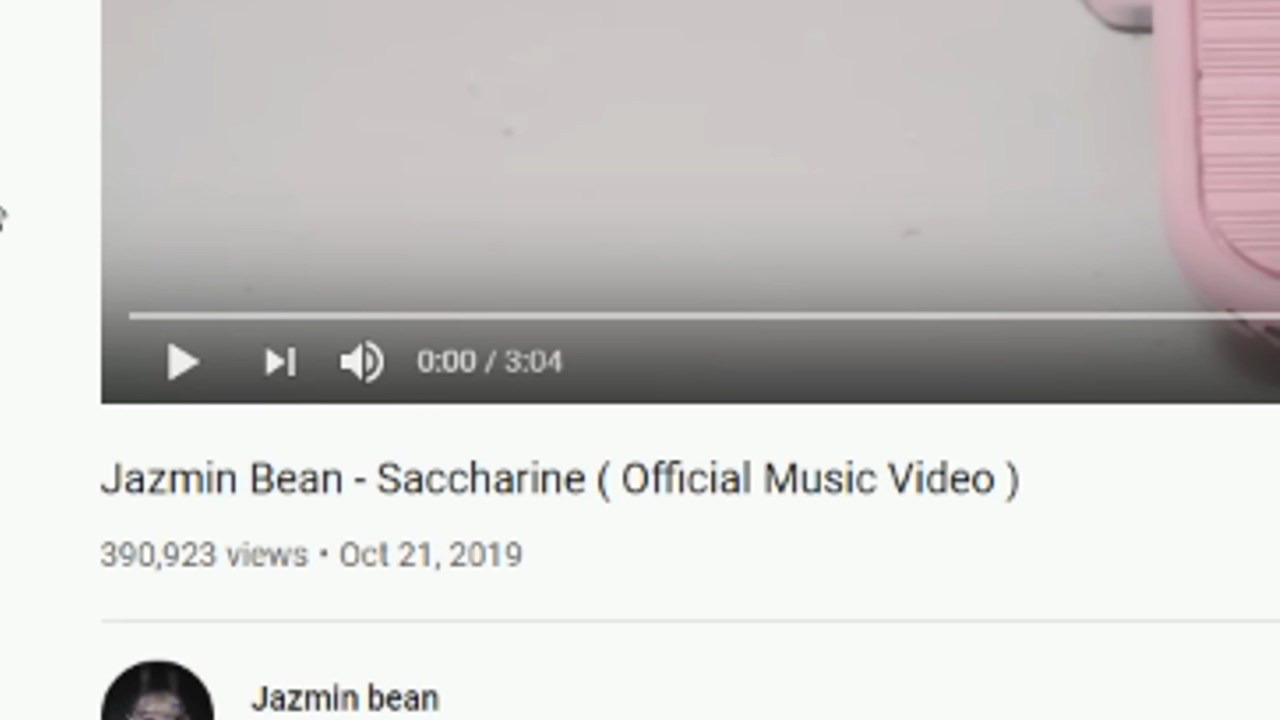 0:00 / 3:04
Jazmin Bean - Saccharine ( Official Music Video )
390,923 views • Oct 21, 2019
Jazmin bean